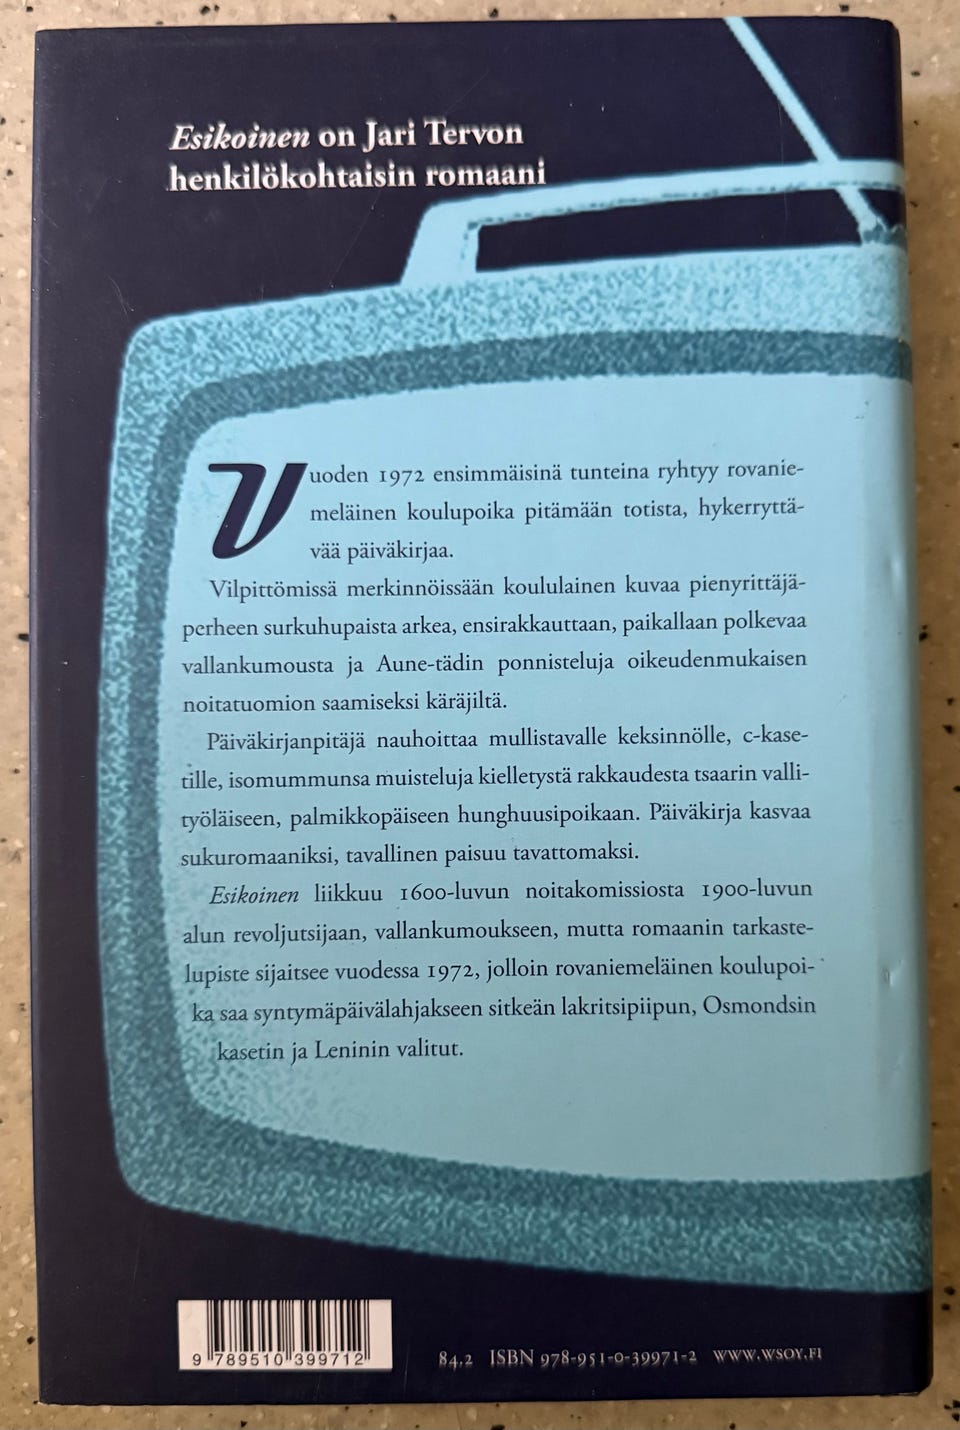 Esikoinen on Jari Tervon
henkilökohtaisin romaani
Vuoden 1972 ensimmäisinä tunteina ryhtyy rovanie-
meläinen koulupoika pitämään totista, hykerryttä-
vää päiväkirjaa.
Vilpittömissä merkinnöissään koululainen kuvaa pienyrittäjä-
perheen surkuhupaista arkea, ensirakkauttaan, paikallaan polkevaa
vallankumousta ja Aune-tädin ponnisteluja oikeudenmukaisen
noitatuomion saamiseksi käräjiltä.
Päiväkirjanpitäjä nauhoittaa mullistavalle keksinnölle, c-kase-
tille, isomummunsa muisteluja kielletystä rakkaudesta tsaarin valli-
työläiseen, palmikkopäiseen hunghuusipoikaan. Päiväkirja kasvaa
sukuromaaniksi, tavallinen paisuu tavattomaksi.
Esikoinen liikkuu 1600-luvun noitakomissiosta 1900-luvun
alun revoljutsijaan, vallankumoukseen, mutta romaanin tarkaste-
lupiste sijaitsee vuodessa 1972, jolloin rovaniemeläinen koulupoi-
ka saa syntymäpäivälahjakseen sitkeän lakritsipiipun, Osmondsin
kasetin ja Leninin valitut.
9 789510 399712
84.2 ISBN 978-951-0-39971-2 WWW.WSOY.FI